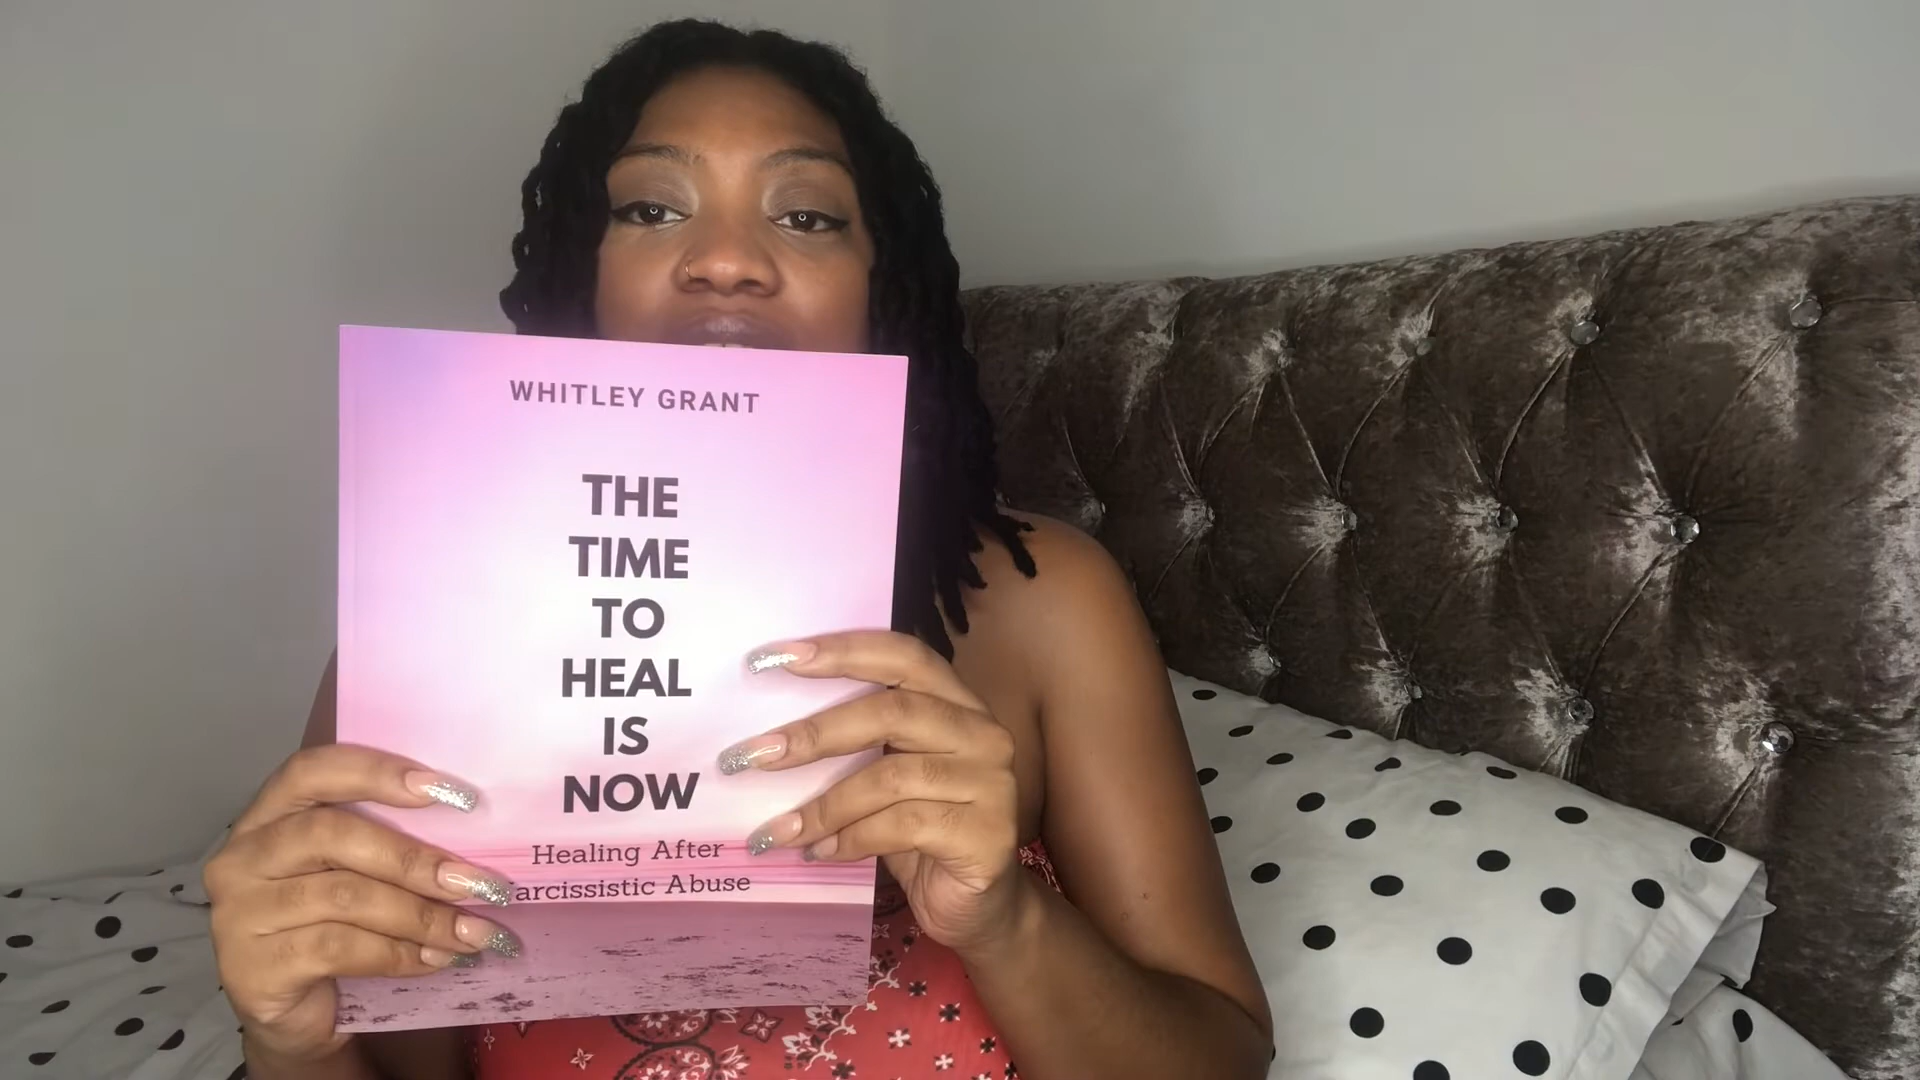 WHITLEY GRANT
THE
TIME
TO
HEAL
IS
NOW
Healing After
arcissistic Abuse